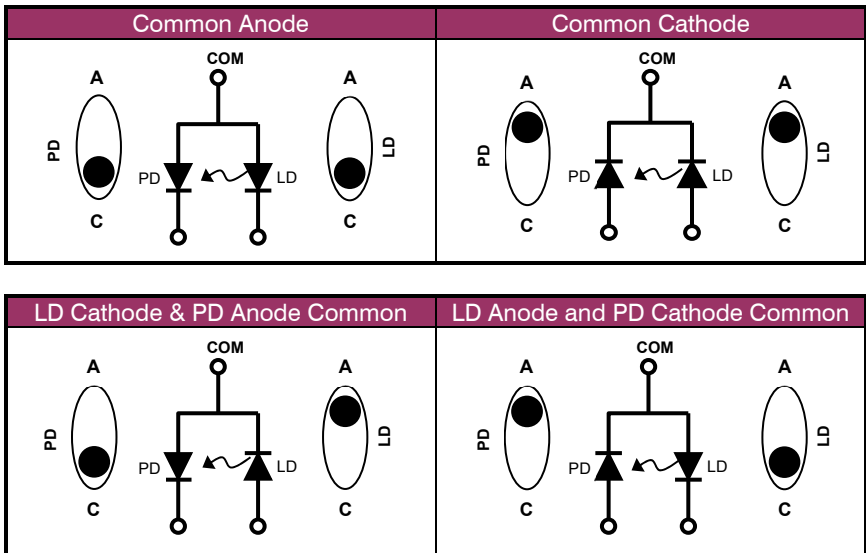 Common Anode
COM
A
A
PD
PD
LD
LD
C
C
Common Cathode
COM
A
A
PD
PD
LD
LD
C
C
LD Cathode & PD Anode Common
COM
A
A
PD
PD
LD
LD
C
C
LD Anode and PD Cathode Common
COM
A
A
PD
PD
LD
LD
C
C